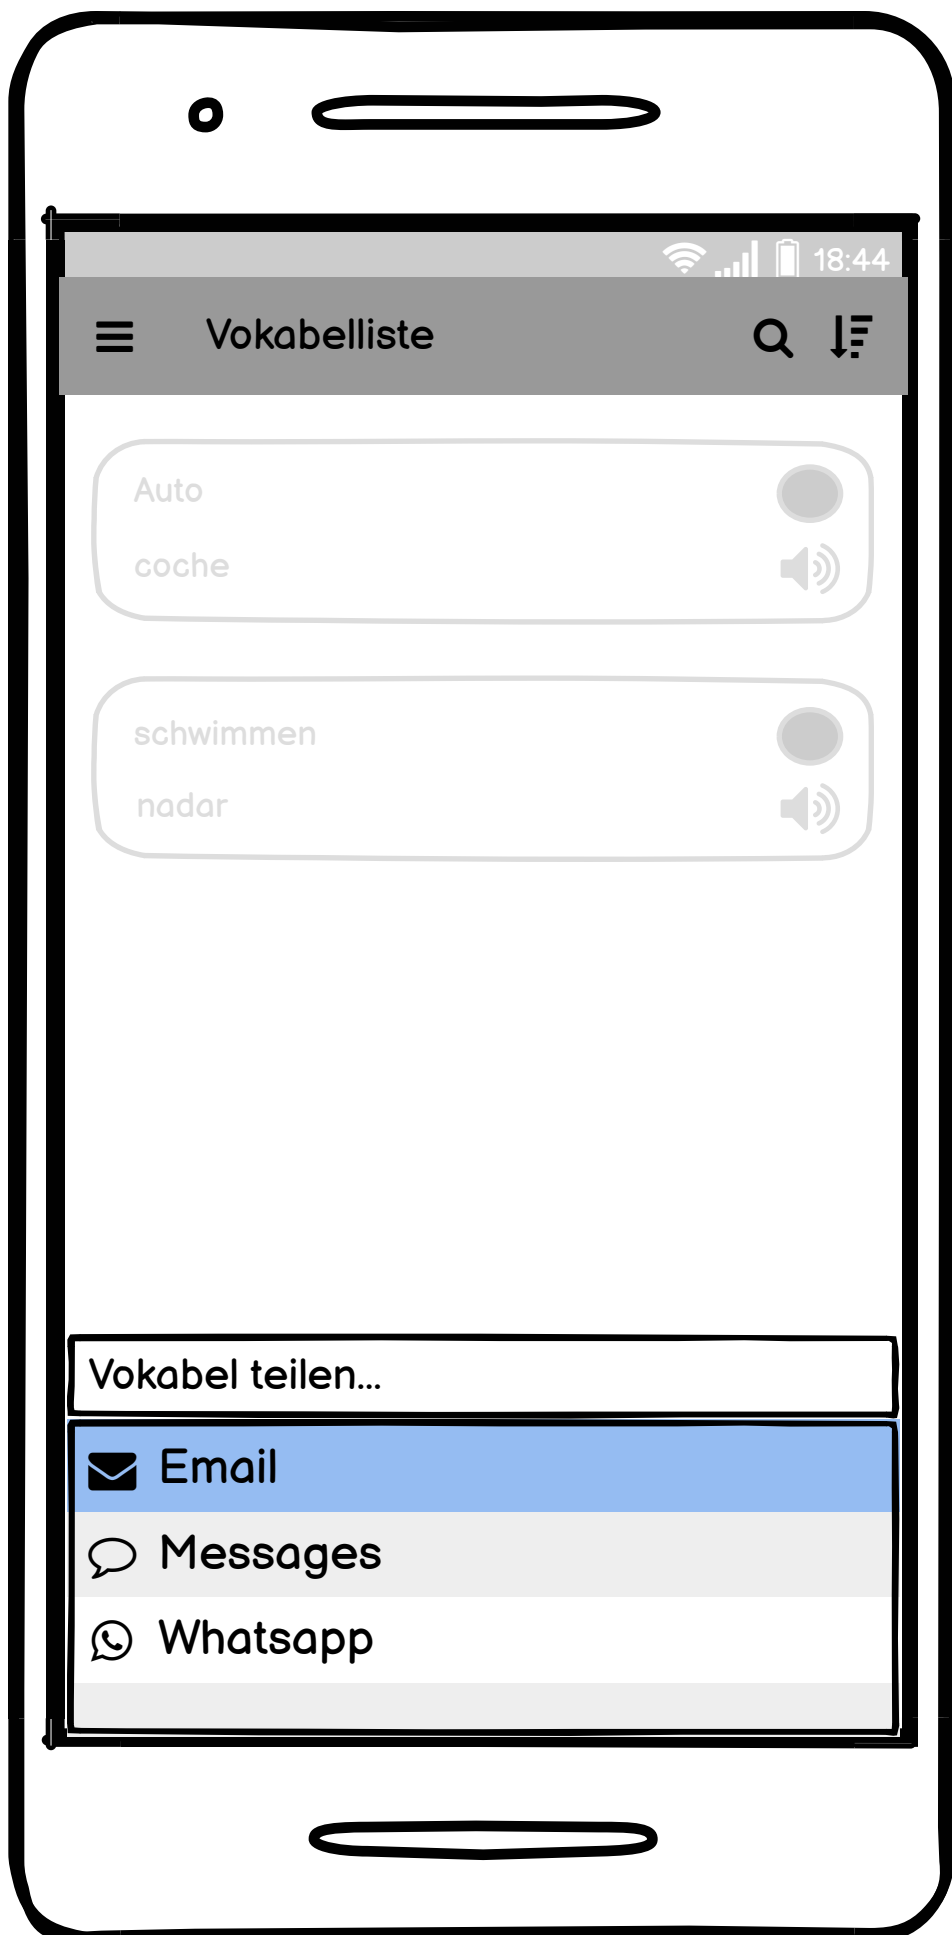 18:44
Vokabelliste
Auto
coche
schwimmen
nadar
Vokabel teilen...
Email
Messages
Whatsapp